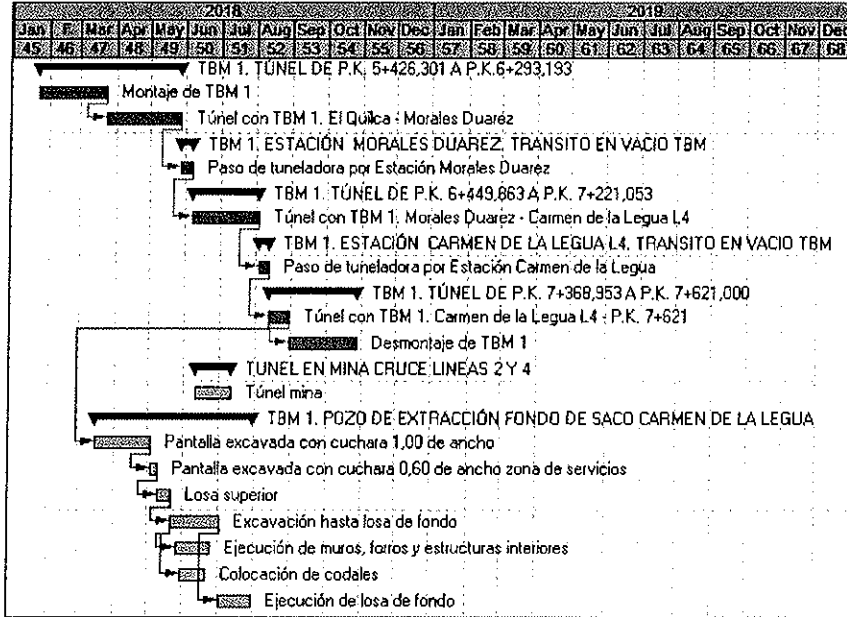 2018 2019
Jan F. Mar Apr May Jun Jul Aug Sep Oct Nov Dec Jan Feb Mar Apr May Jun Jul Aug Sep Oct Nov Dec
45 46 47 48 49 50 51 52 53 54 55 56 57 58 59 60 61 62 63 64 65 66 67 68
TBM 1. TÚNEL DE P.K. 5+426,301 A P.K.6+293,193
Montaje de TBM 1
Túnel con TBM 1. El Quilca - Morales Duarez
TBM 1. ESTACIÓN MORALES DUAREZ. TRANSITO EN VACIO TBM
Paso de tuneladora por Estación Morales Duarez
TBM 1. TÚNEL DE P.K. 6+449,863 A P.K. 7+221,053
Túnel con TBM 1. Morales Duarez - Carmen de la Legua L4
TBM 1. ESTACIÓN CARMEN DE LA LEGUA L4. TRANSITO EN VACIO TBM
Paso de tuneladora por Estación Carmen de la Legua
TBM 1. TÚNEL DE P.K. 7+368,953 A P.K. 7+621,000
Túnel con TBM 1. Carmen de la Legua L4 - P.K. 7+621
Desmontaje de TBM 1
TUNEL EN MINA CRUCE LINEAS 2 Y 4
Túnel mina
TBM 1. POZO DE EXTRACCIÓN FONDO DE SACO CARMEN DE LA LEGUA
Pantalla excavada con cuchara 1,00 de ancho
Pantalla excavada con cuchara 0,60 de ancho zona de servicios
Losa superior
Excavación hasta losa de fondo
Ejecución de muros, forros y estructuras interiores
Colocación de codales
Ejecución de losa de fondo